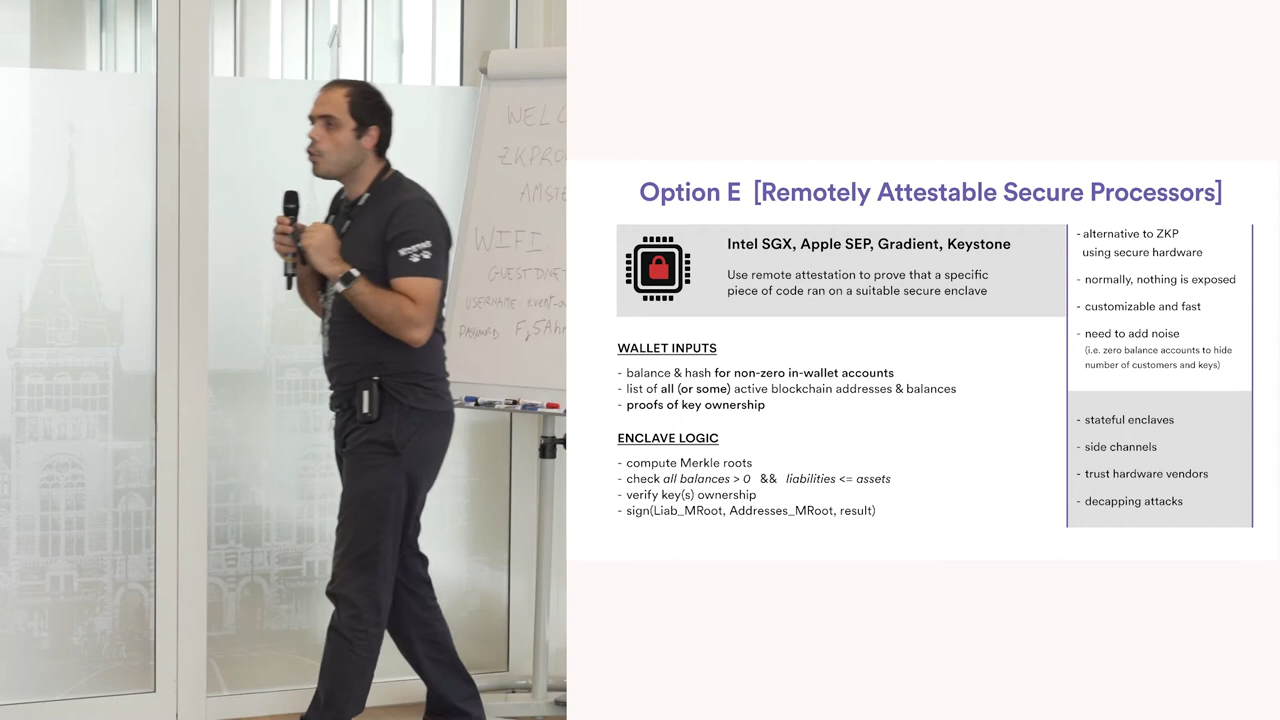 WELC
ZKPRO
AMSTE
WIFI:
GUESTDNET
USERNAME event-a
PASSWORD F,5Ahr
Option E [Remotely Attestable Secure Processors]
Intel SGX, Apple SEP, Gradient, Keystone
Use remote attestation to prove that a specific
piece of code ran on a suitable secure enclave
WALLET INPUTS
- balance & hash for non-zero in-wallet accounts
- list of all (or some) active blockchain addresses & balances
- proofs of key ownership
ENCLAVE LOGIC
- compute Merkle roots
- check all balances > 0 && liabilities <= assets
- verify key(s) ownership
- sign(Liab_MRoot, Addresses_MRoot, result)
- alternative to ZKP
using secure hardware
- normally, nothing is exposed
- customizable and fast
- need to add noise
(i.e. zero balance accounts to hide
number of customers and keys)
- stateful enclaves
- side channels
- trust hardware vendors
- decapping attacks